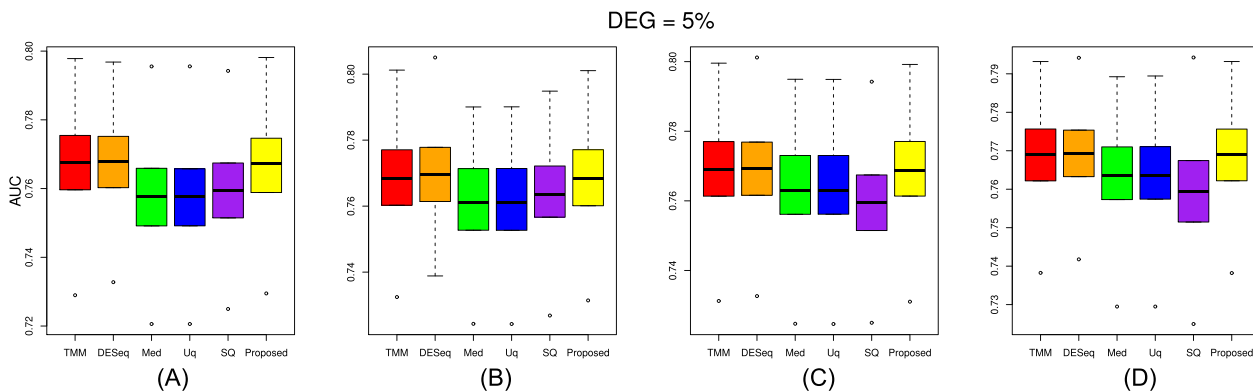 DEG = 5%
AUC
0.80
0.78
0.76
0.74
0.72
TMM DESeq Med Uq SQ Proposed
(A)
0.80
0.78
0.76
0.74
TMM DESeq Med Uq SQ Proposed
(B)
0.80
0.78
0.76
0.74
TMM DESeq Med Uq SQ Proposed
(C)
0.79
0.78
0.77
0.76
0.75
0.74
0.73
TMM DESeq Med Uq SQ Proposed
(D)